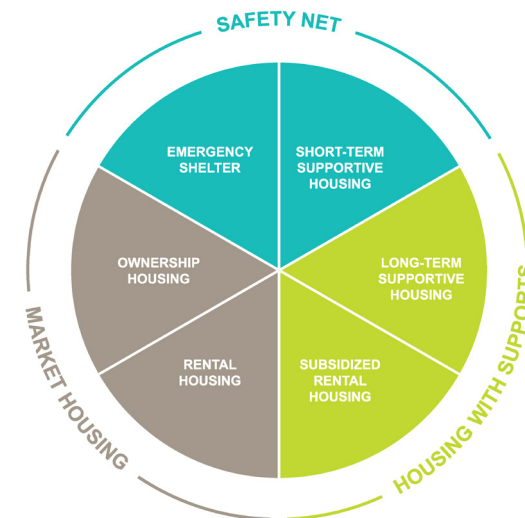 SAFETY NET
EMERGENCY
SHELTER
SHORT-TERM
SUPPORTIVE
HOUSING
OWNERSHIP
HOUSING
LONG-TERM
SUPPORTIVE
HOUSING
RENTAL
HOUSING
SUBSIDIZED
RENTAL
HOUSING
MARKET HOUSING
HOUSING WITH SUPPORTS